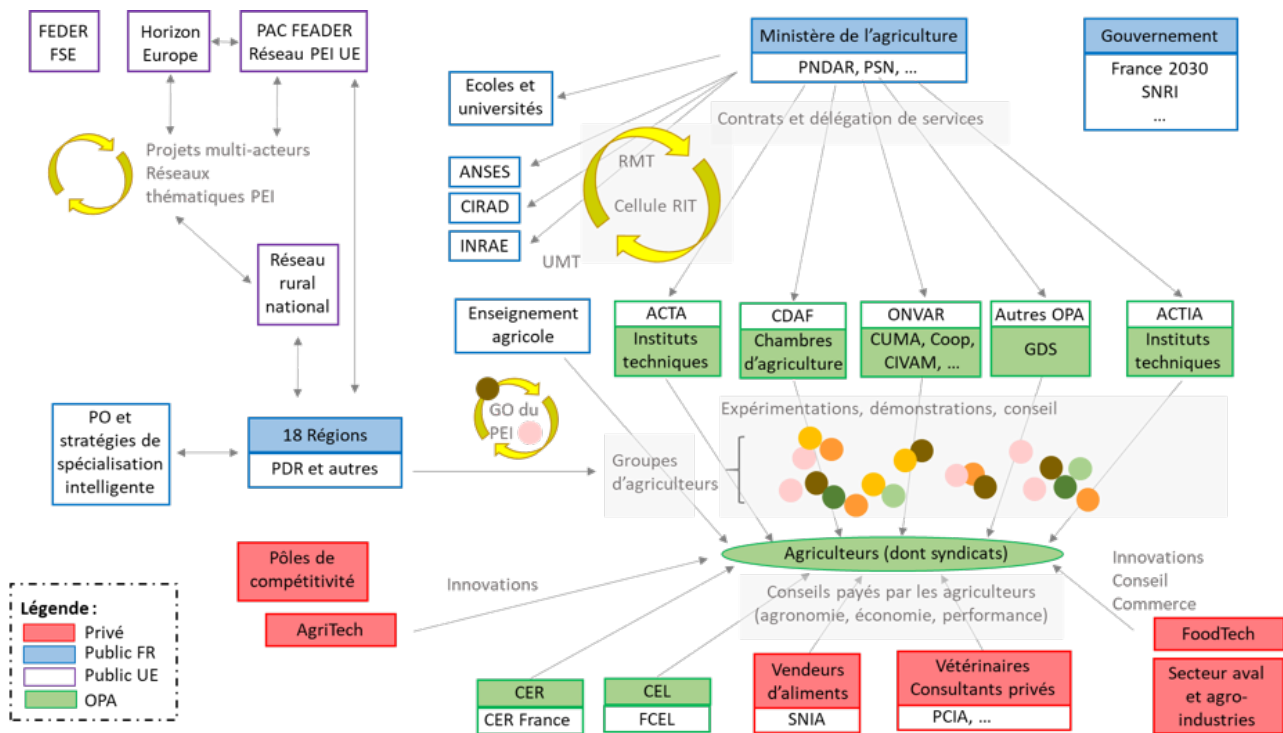 FEDER
FSE
Horizon
Europe
PAC FEADER
Réseau PEI UE
Ministère de l'agriculture
PNDAR, PSN, ...
Gouvernement
France 2030
SNRI
...
Ecoles et
universités
Contrats et délégation de services
Projets multi-acteurs
Réseaux
thématiques PEI
ANSES
CIRAD
INRAE
RMT
Cellule RIT
UMT
Réseau
rural
national
Enseignement
agricole
ACTA
Instituts
techniques
CDAF
Chambres
d'agriculture
ONVAR
CUMA, Coop,
CIVAM, ...
Autres OPA
GDS
ACTIA
Instituts
techniques
GO du
PEI
Expérimentations, démonstrations, conseil
Groupes
d'agriculteurs
PO et
stratégies de
spécialisation
intelligente
18 Régions
PDR et autres
Pôles de
compétitivité
AgriTech
Innovations
Agriculteurs (dont syndicats)
Conseils payés par les agriculteurs
(agronomie, économie, performance)
Innovations
Conseil
Commerce
Légende :
Privé
Public FR
Public UE
OPA
CER
CER France
CEL
FCEL
Vendeurs
d'aliments
SNIA
Vétérinaires
Consultants privés
PCIA, ...
FoodTech
Secteur aval
et agro-
industries